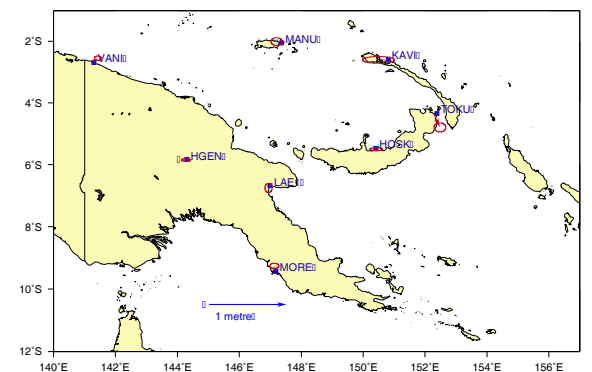 2˚S
MANU
KAVI
VANI
4˚S
TOKU
HOSK
6˚S
HGEN
LAE1
8˚S
MORE
10˚S
1 metre
12˚S
140˚E 142˚E 144˚E 146˚E 148˚E 150˚E 152˚E 154˚E 156˚E